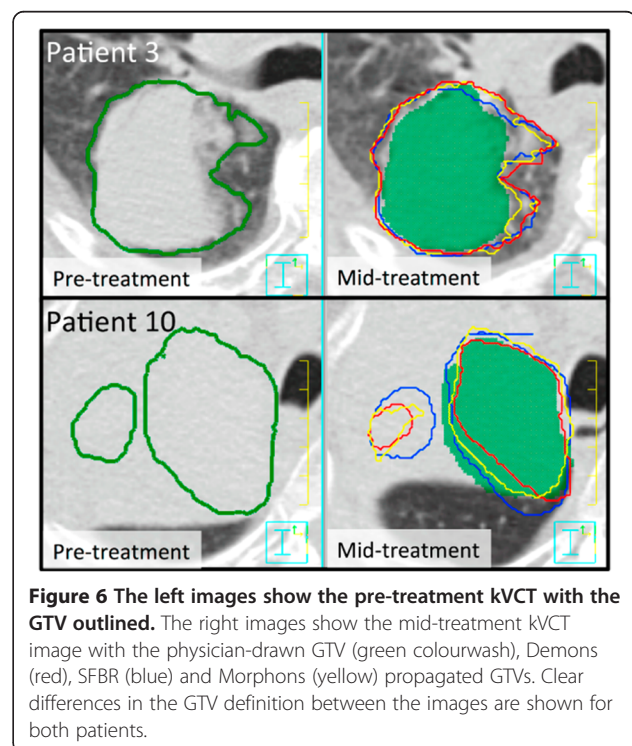 Patient 3
Pre-treatment
Mid-treatment
Patient 10
Pre-treatment
Mid-treatment
Figure 6 The left images show the pre-treatment kVCT with the
GTV outlined. The right images show the mid-treatment kVCT
image with the physician-drawn GTV (green colourwash), Demons
(red), SFBR (blue) and Morphons (yellow) propagated GTVs. Clear
differences in the GTV definition between the images are shown for
both patients.